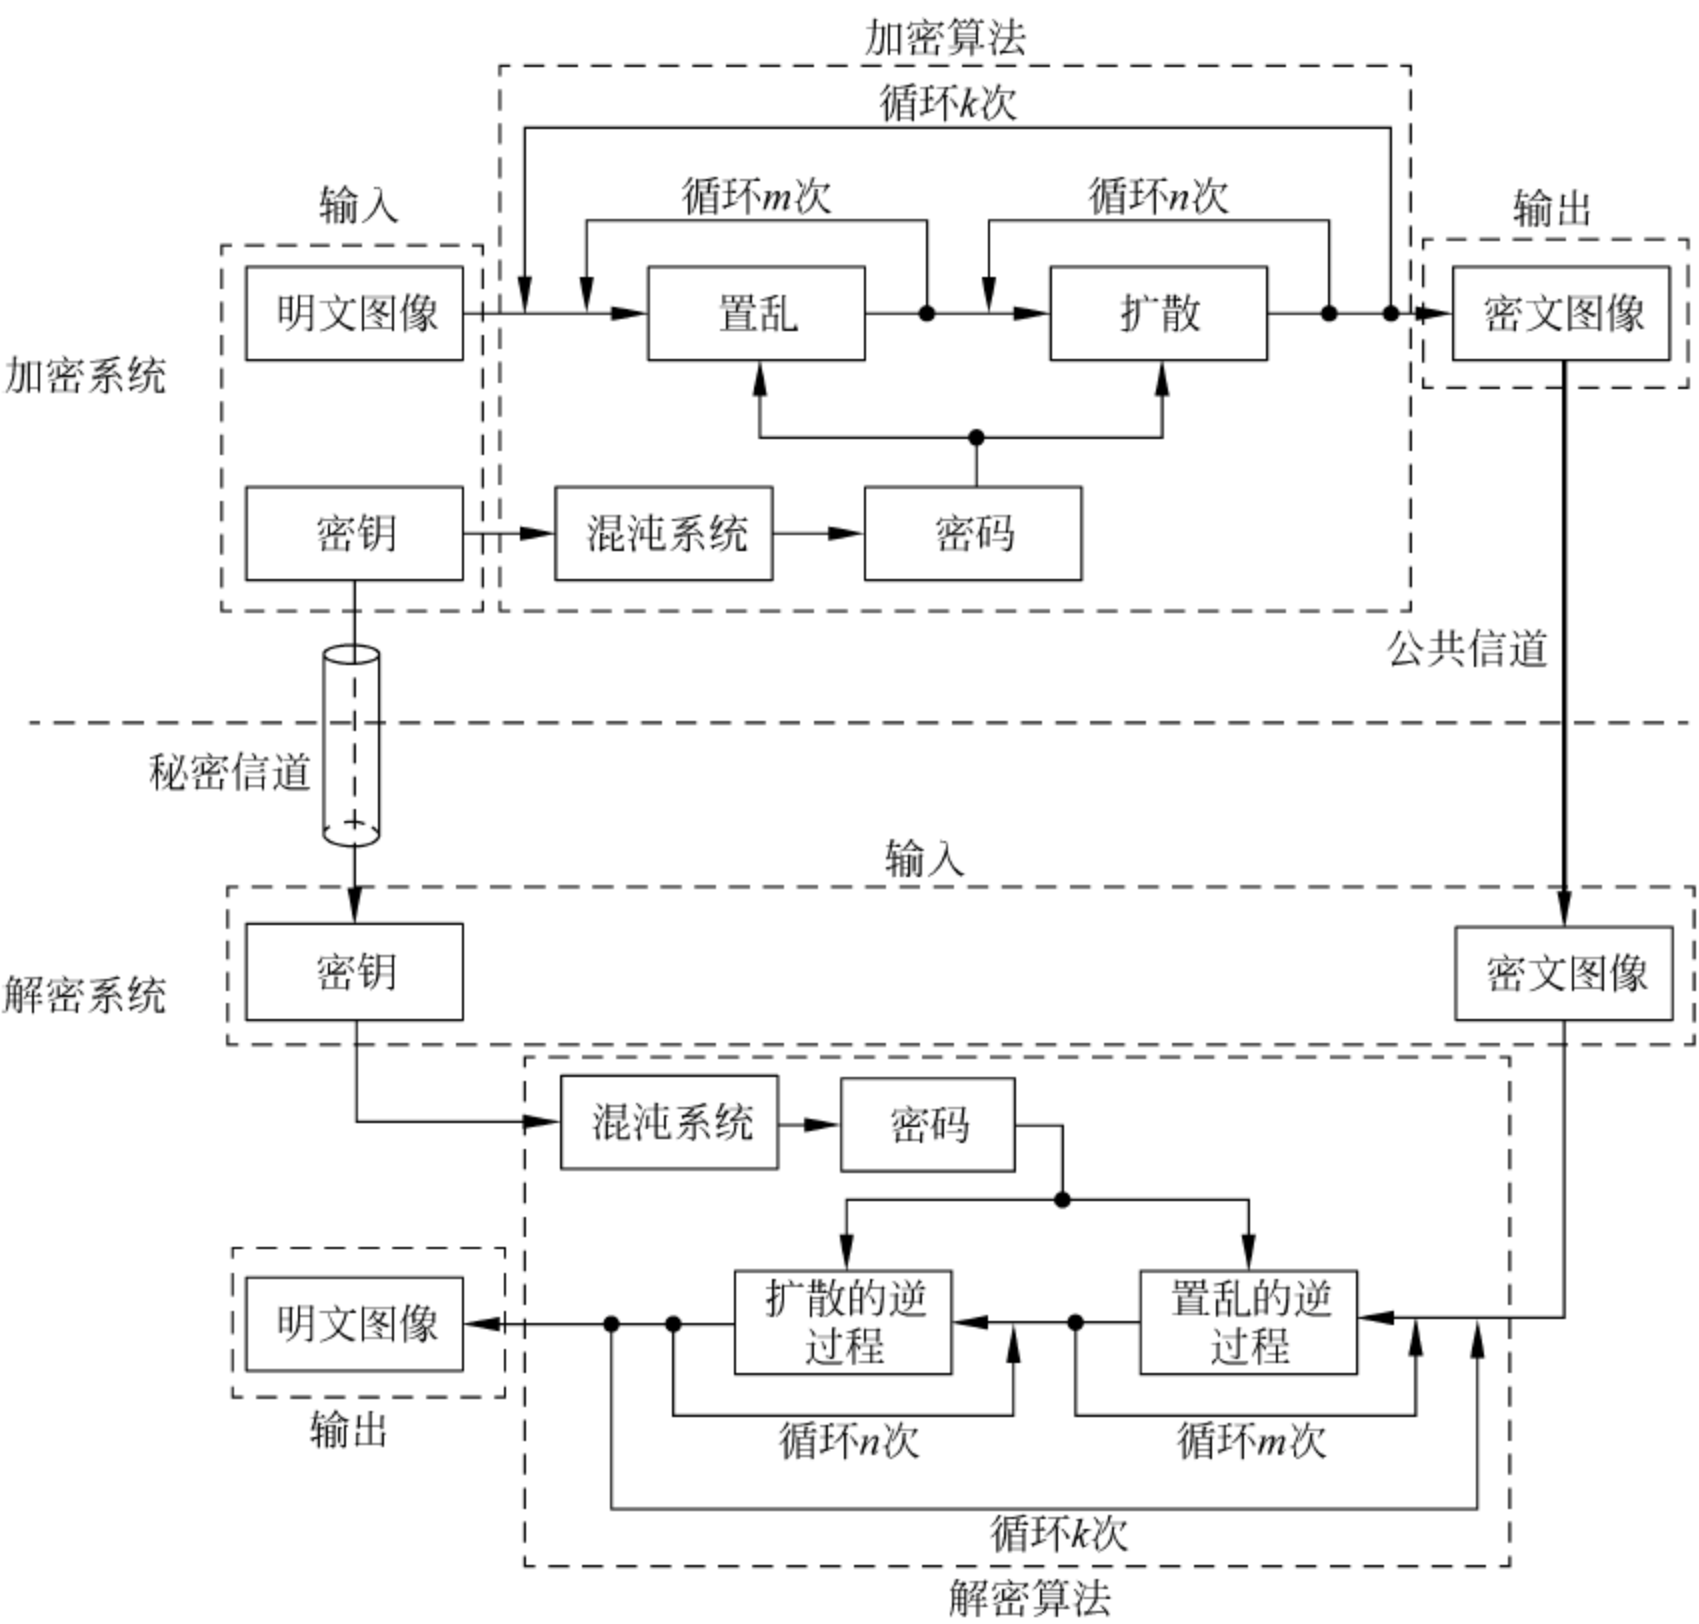 加密算法
循环k次
输入
循环m次
循环n次
输出
明文图像
置乱
扩散
密文图像
加密系统
密钥
混沌系统
密码
公共信道
秘密信道
输入
密钥
密文图像
解密系统
混沌系统
密码
明文图像
扩散的逆
过程
置乱的逆
过程
输出
循环n次
循环m次
循环k次
解密算法